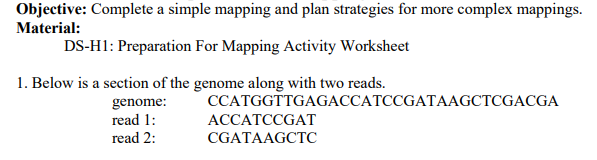 Objective: Complete a simple mapping and plan strategies for more complex mappings.
Material:
DS-H1: Preparation For Mapping Activity Worksheet
1. Below is a section of the genome along with two reads.
genome: CCATGGTTGAGACCATCCGATAAGCTCGACGA
read 1: ACCATCCGAT
read 2: CGATAAGCTC